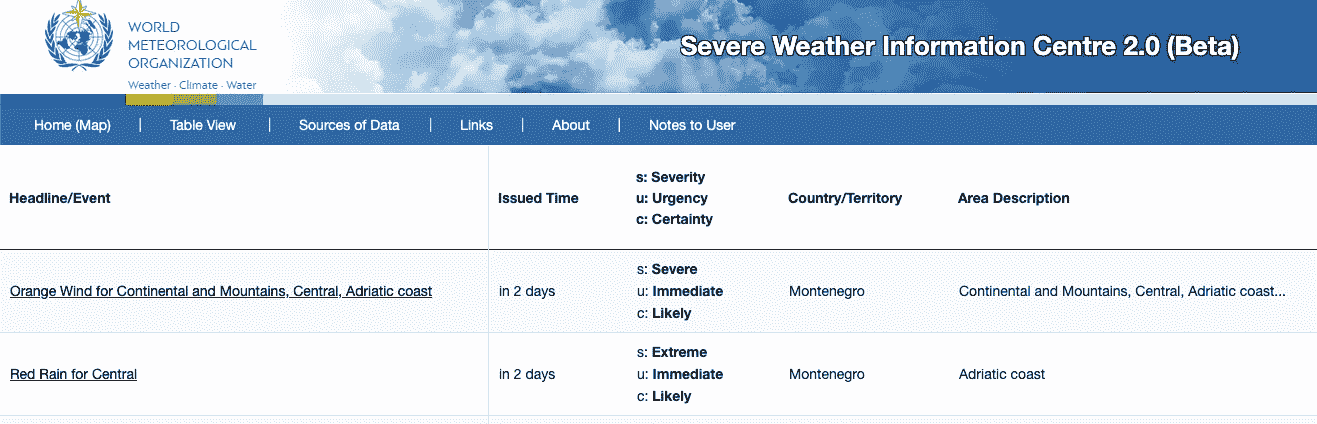 WORLD
METEOROLOGICAL
ORGANIZATION
Weather · Climate · Water
Severe Weather Information Centre 2.0 (Beta)
Home (Map) | Table View | Sources of Data | Links | About | Notes to User
Headline/Event
Issued Time
s: Severity
u: Urgency
c: Certainty
Country/Territory
Area Description
Orange Wind for Continental and Mountains, Central, Adriatic coast
in 2 days
s: Severe
u: Immediate
c: Likely
Montenegro
Continental and Mountains, Central, Adriatic coast...
Red Rain for Central
in 2 days
s: Extreme
u: Immediate
c: Likely
Montenegro
Adriatic coast